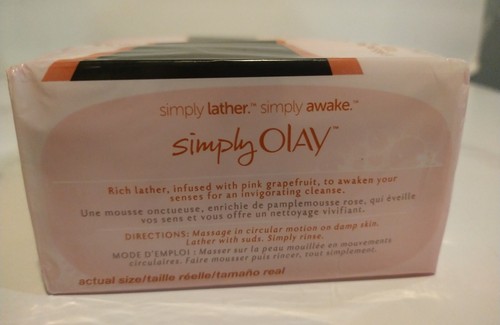 simply lather.™ simply awake.™
simply OLAY™
Rich lather, infused with pink grapefruit, to awaken your
senses for an invigorating cleanse.
Une mousse onctueuse, enrichie de pamplemousse rose, qui éveille
vos sens et vous offre un nettoyage vivifiant.
DIRECTIONS: Massage in circular motion on damp skin.
Lather with suds. Simply rinse.
MODE D'EMPLOI : Masser sur la peau mouillée en mouvements
circulaires. Faire mousser puis rincer, tout simplement.
actual size/taille réelle/tamaño real